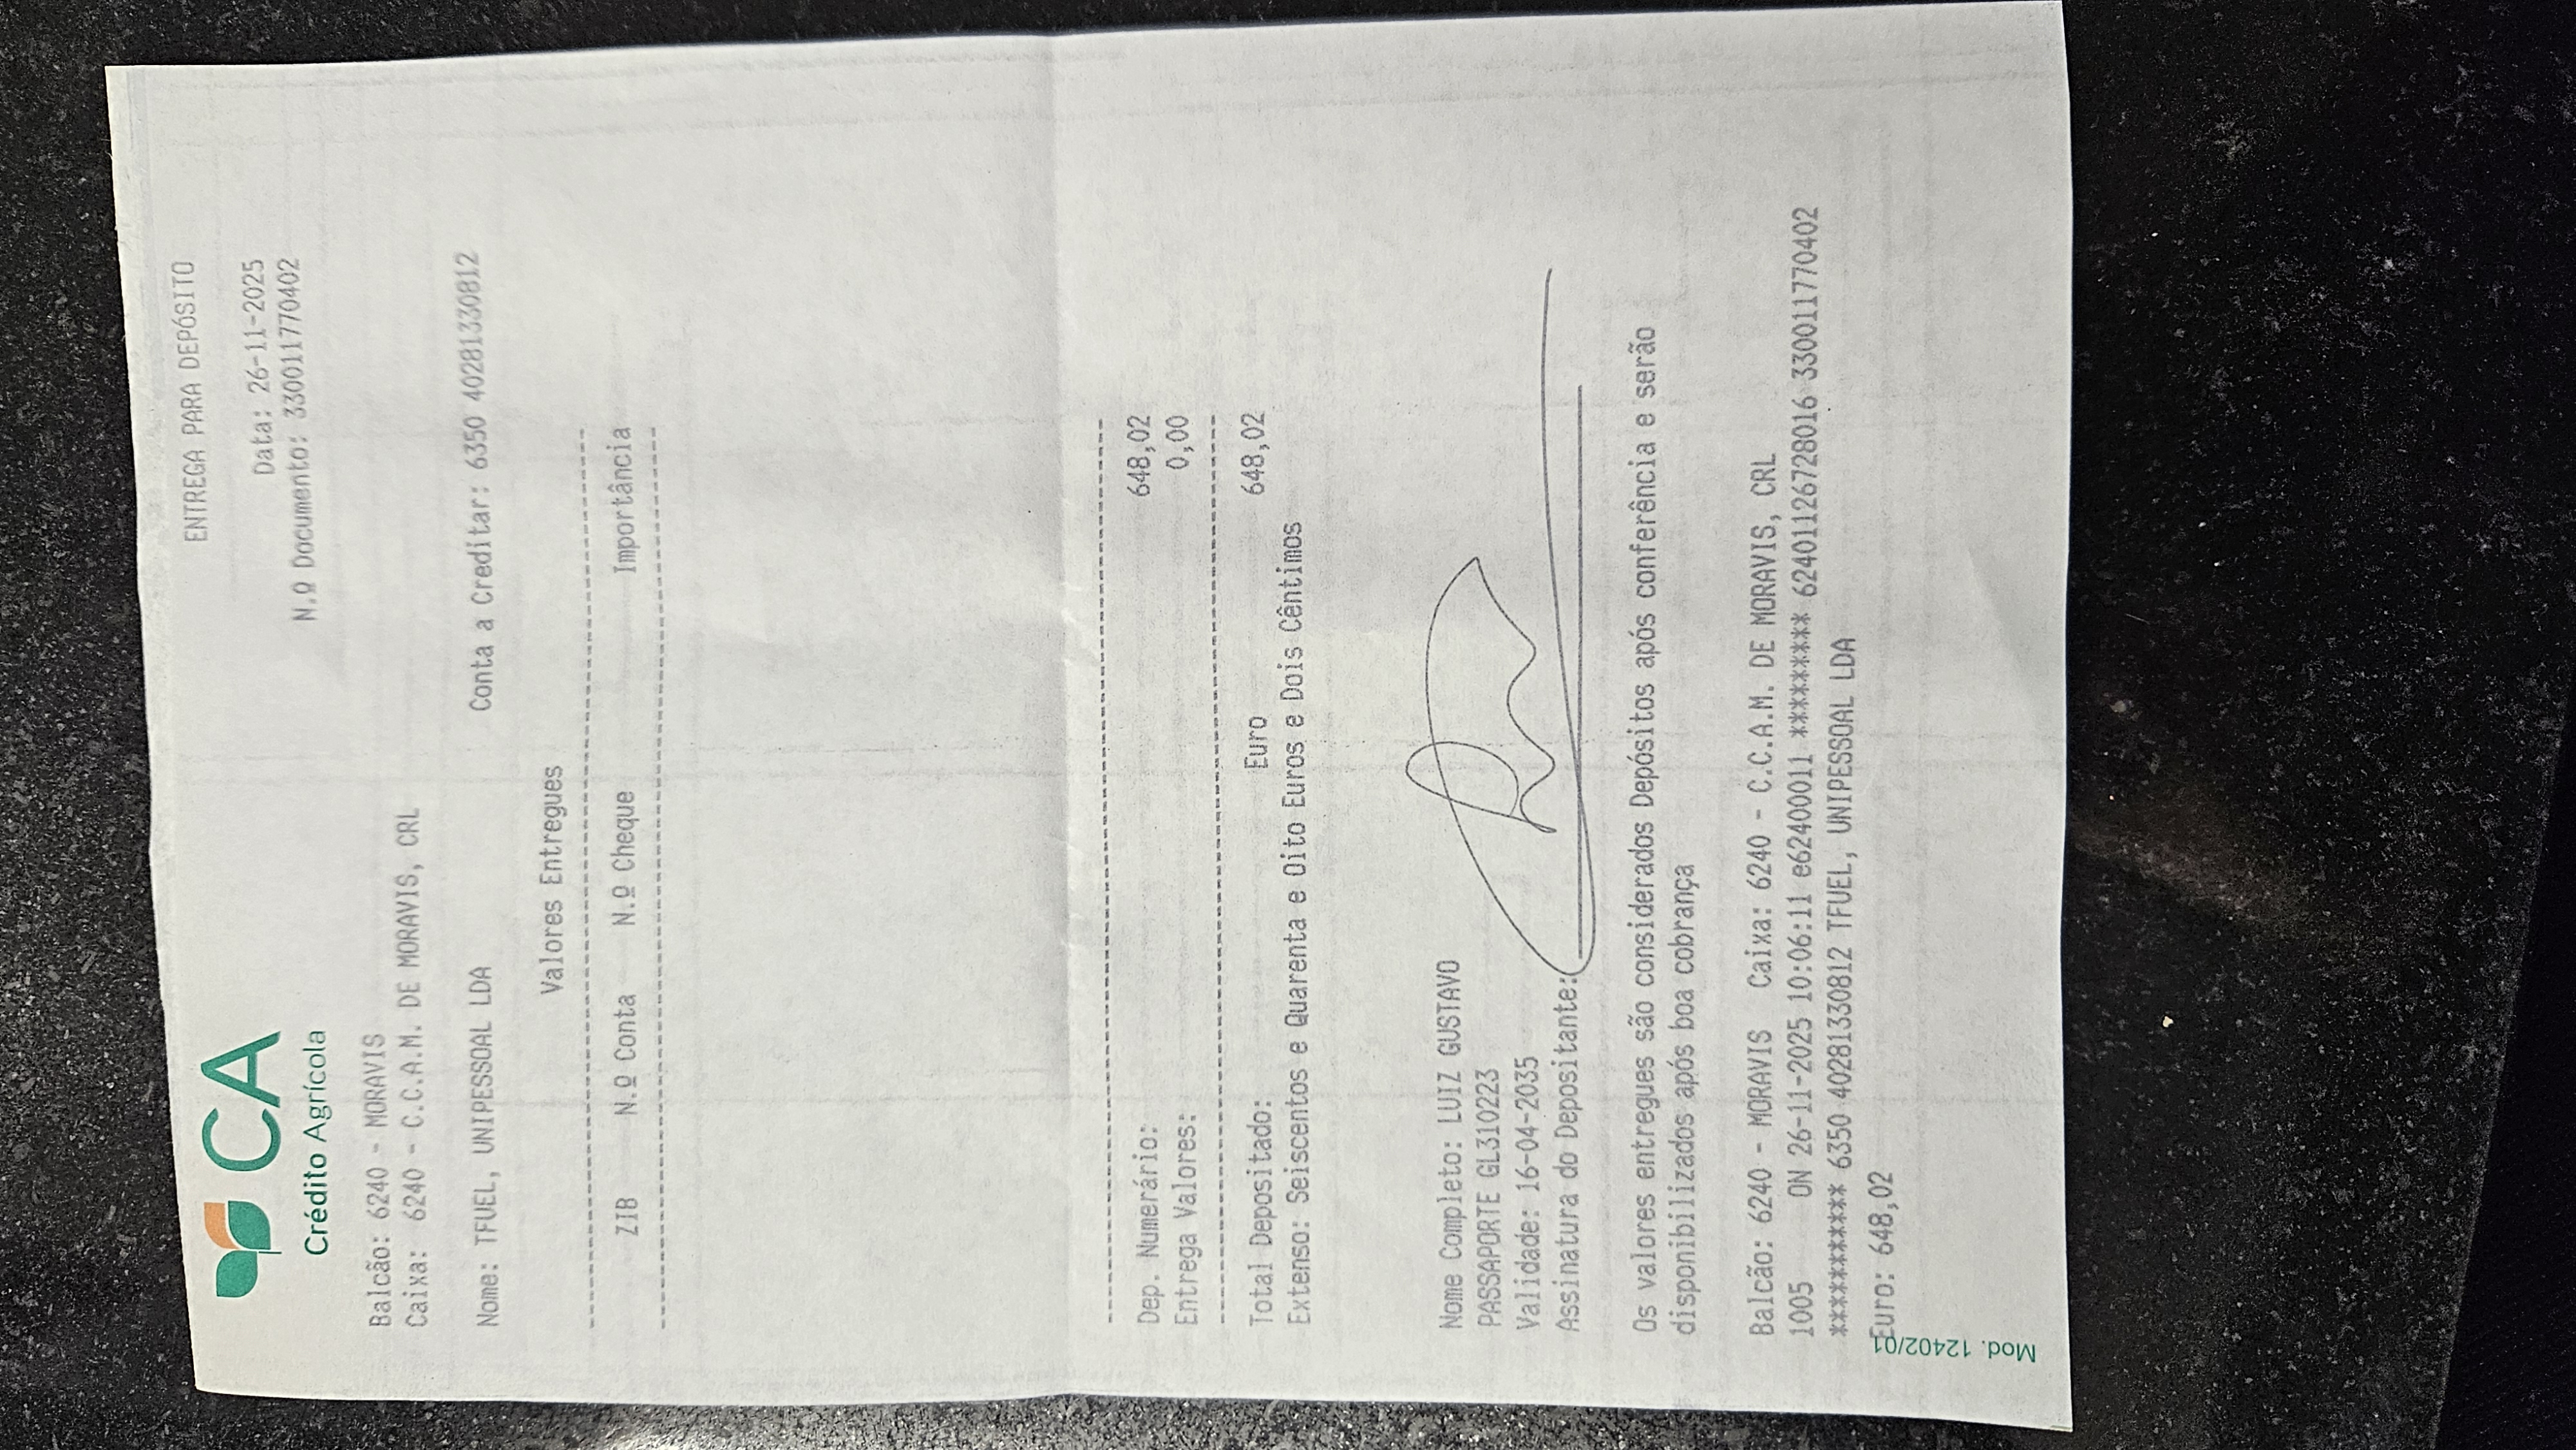 CA
Crédito Agrícola
ENTREGA PARA DEPÓSITO
Data: 26-11-2025
N.º Documento: 33001177040​2
Balcão: 6240 - MORAVIS
Caixa: 6240 - C.C.A.M. DE MORAVIS, CRL
Nome: TFUEL, UNIPESSOAL LDA Conta a Creditar: 6350 40281330812
Valores Entregues
ZIB N.º Conta N.º Cheque Importância
Dep. Numerário: 648,02
Entrega Valores: 0,00
Total Depositado: Euro 648,02
Extenso: Seiscentos e Quarenta e Oito Euros e Dois Cêntimos
Nome Completo: LUIZ GUSTAVO
PASSAPORTE GL310223
Validade: 16-04-2035
Assinatura do Depositante:
Os valores entregues são considerados Depósitos após conferência e serão
disponibilizados após boa cobrança
Balcão: 6240 - MORAVIS Caixa: 6240 - C.C.A.M. DE MORAVIS, CRL
1005 ON 26-11-2025 10:06:11 e62400011 ********* 624011267280​16 330011770402
********** 6350 40281330812 TFUEL, UNIPESSOAL LDA
Euro: 648,02
Mod. 12402/01